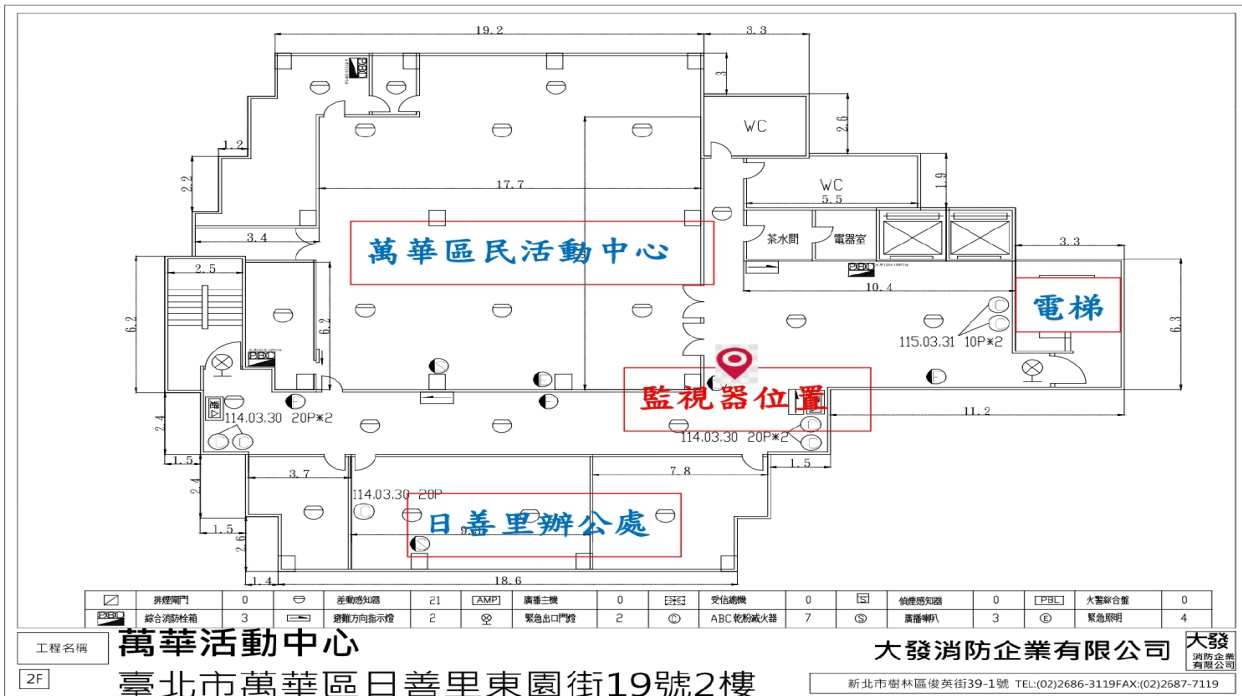 19.2
3.3
PBO
3
WC
2.6
1.2
2.2
17.7
WC
5.5
1.9
萬華區民活動中心
3.4
茶水間
電器室
3.3
2.5
10.4
電梯
6.2
6.2
6.3
115.03.31 10P*2
PBO
PBO
監視器位置
11.2
2.4
114.03.30 20P*2
114.03.30 20P*2
1.5
3.7
7.8
1.5
2.4
114.03.30 20P
日善里辦公處
1.5
2.6
1.4
18.6
排煙閘門 0 差動感知器 21 AMP 廣播主機 0 受信總機 0 S 偵煙感知器 0 PBL 火警綜合盤 0
PBO 綜合消防栓箱 3 避難方向指示燈 2 緊急出口門燈 2 C ABC乾粉滅火器 7 S 廣播喇叭 3 E 緊急照明 4
工程名稱 萬華活動中心
大發消防企業有限公司
大發消防企業有限公司
2F
臺北市萬華區日善里東園街19號2樓
新北市樹林區俊英街39-1號 TEL:(02)2686-3119FAX:(02)2687-7119